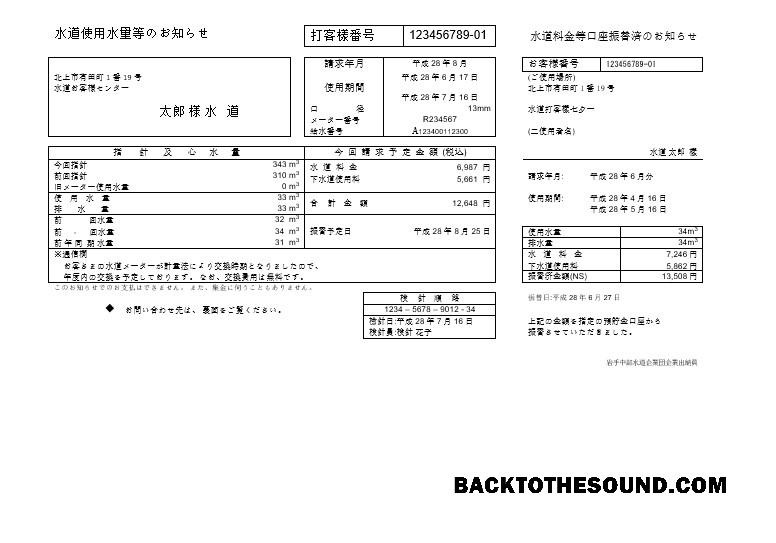 水道使用水量等のお知らせ
打客様番号 123456789-01
北上市有田町1番19号
水道お客様センター
太郎様水 道
請求年月 平成28年8月
使用期間 平成28年6月17日
平成28年7月16日
口 径 13mm
メーター番号 R234567
給水番号 A123400112300
指 計 及 心 水 量
今回指針 343 m³
前回指針 310 m³
旧メーター使用水量 0 m³
使 用 水 量 33 m³
排 水 量 33 m³
前 回水量 32 m³
前 - 回水量 34 m³
前年同期水量 31 m³
今回請求予定金額(税込)
水 道 料 金 6,987 円
下水道使用料 5,661 円
合 計 金 額 12,648 円
振替予定日 平成28年8月25日
※通信欄
お客さまの水道メーターが計量法により交換時期となりましたので、
年度内の交換を予定しております。なお、交換費用は無料です。
このお知らせでのお支払はできません。また、集金に伺うこともありません。
◆ お問い合わせ先は、裏面をご覧ください。
検 針 順 路
1234 – 5678 – 9012 - 34
検針日:平成28年7月16日
検針員:検針 花子
水道料金等口座振替済のお知らせ
お客様番号 123456789-01
(ご使用場所)
北上市有田町1番19号
水道打客様セター
(二使用者名)
水道太郎 様
請求年月: 平成28年6月分
使用期間: 平成28年4月16日
平成28年5月16日
使用水量 34m³
排水量 34m³
水 道 料 金 7,246 円
下水道使用料 5,862 円
振替済金額(NS) 13,508 円
振替日:平成28年6月27日
上記の金額を指定の預貯金口座から
振替させていただきました。
岩手中部水道企業団企業出納員
BACKTOTHESOUND.COM